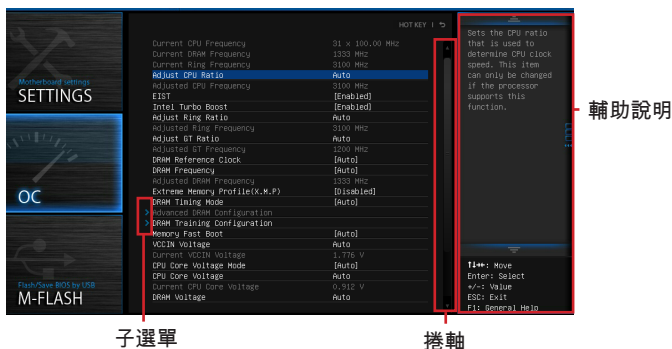 HOT KEY
Motherboard settings
SETTINGS
OC
Flash/Save BIOS by USB
M-FLASH
Current CPU Frequency 31 x 100.00 MHz
Current DRAM Frequency 1333 MHz
Current Ring Frequency 3100 MHz
Adjust CPU Ratio Auto
Adjusted CPU Frequency 3100 MHz
EIST [Enabled]
Intel Turbo Boost [Enabled]
Adjust Ring Ratio Auto
Adjusted Ring Frequency 3100 MHz
Adjust GT Ratio Auto
Adjusted GT Frequency 1200 MHz
DRAM Reference Clock [Auto]
DRAM Frequency [Auto]
Adjusted DRAM Frequency 1333 MHz
Extreme Memory Profile(X.M.P) [Disabled]
DRAM Timing Mode [Auto]
> Advanced DRAM Configuration
> DRAM Training Configuration
Memory Fast Boot [Auto]
VCCIN Voltage Auto
Current VCCIN Voltage 1.776 V
CPU Core Voltage Mode [Auto]
CPU Core Voltage Auto
Current CPU Core Voltage 0.912 V
DRAM Voltage Auto
Sets the CPU ratio
that is used to
determine CPU clock
speed. This item
can only be changed
if the processor
supports this
function.
↑↓→←: Move
Enter: Select
+/-: Value
ESC: Exit
F1: General Help
輔助說明
子選單
捲軸